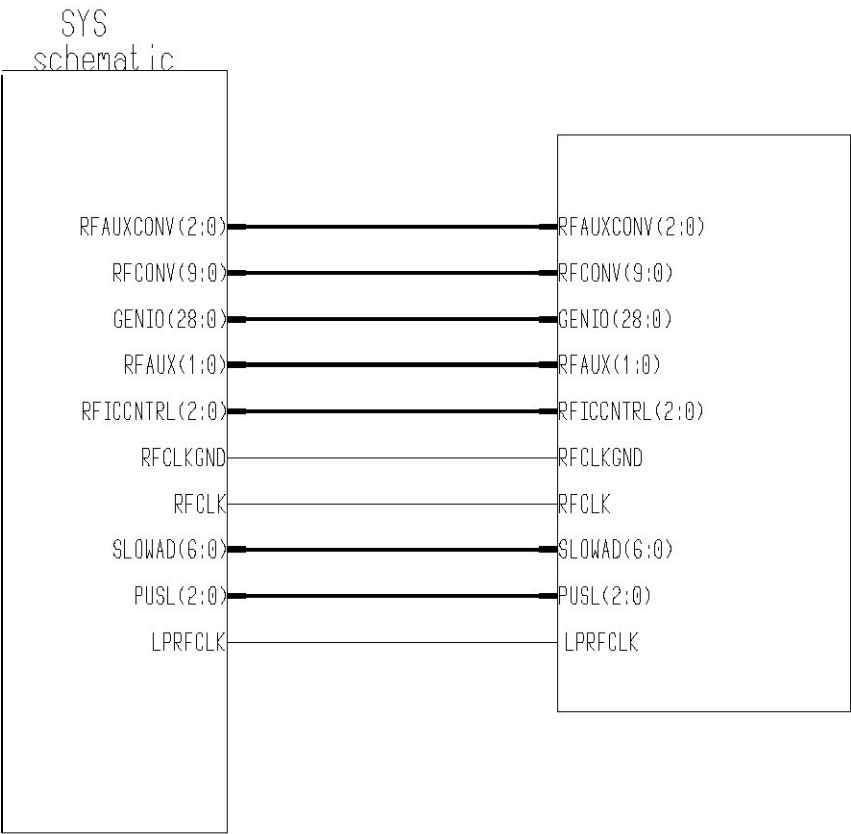 SYS
schematic
RFAUXCONV(2:0) RFAUXCONV(2:0)
RFCONV(9:0) RFCONV(9:0)
GENIO(28:0) GENIO(28:0)
RFAUX(1:0) RFAUX(1:0)
RFICCNTRL(2:0) RFICCNTRL(2:0)
RFCLKGND RFCLKGND
RFCLK RFCLK
SLOWAD(6:0) SLOWAD(6:0)
PUSL(2:0) PUSL(2:0)
LPRFCLK LPRFCLK